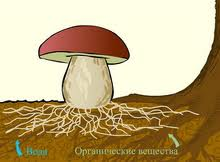 Вода
Органические вещества